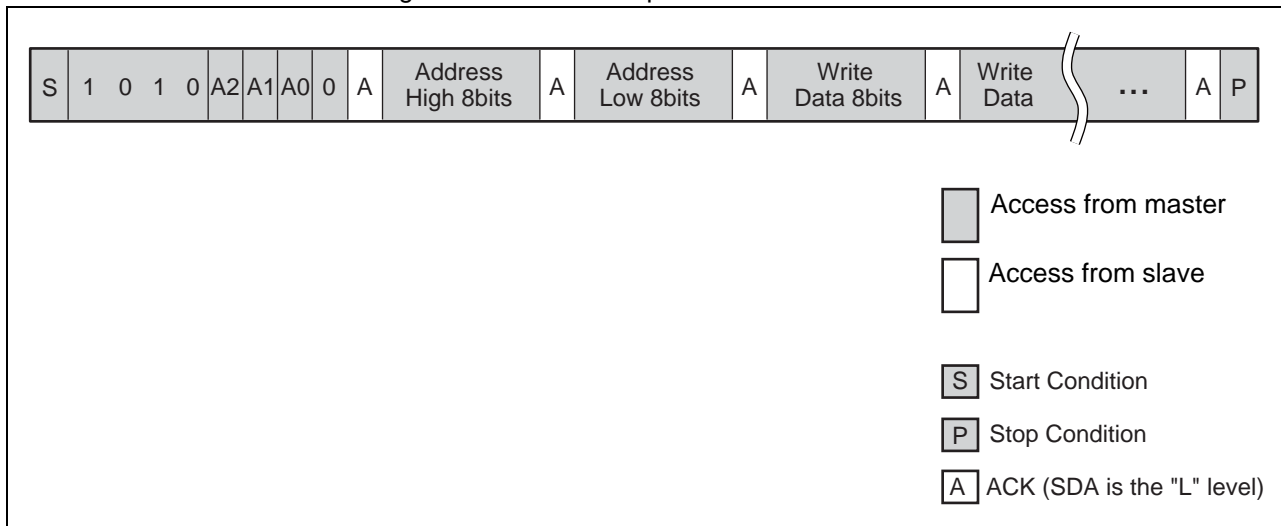 S 1 0 1 0 A2 A1 A0 0 A Address High 8bits A Address Low 8bits A Write Data 8bits A Write Data ... A P
Access from master
Access from slave
S Start Condition
P Stop Condition
A ACK (SDA is the "L" level)